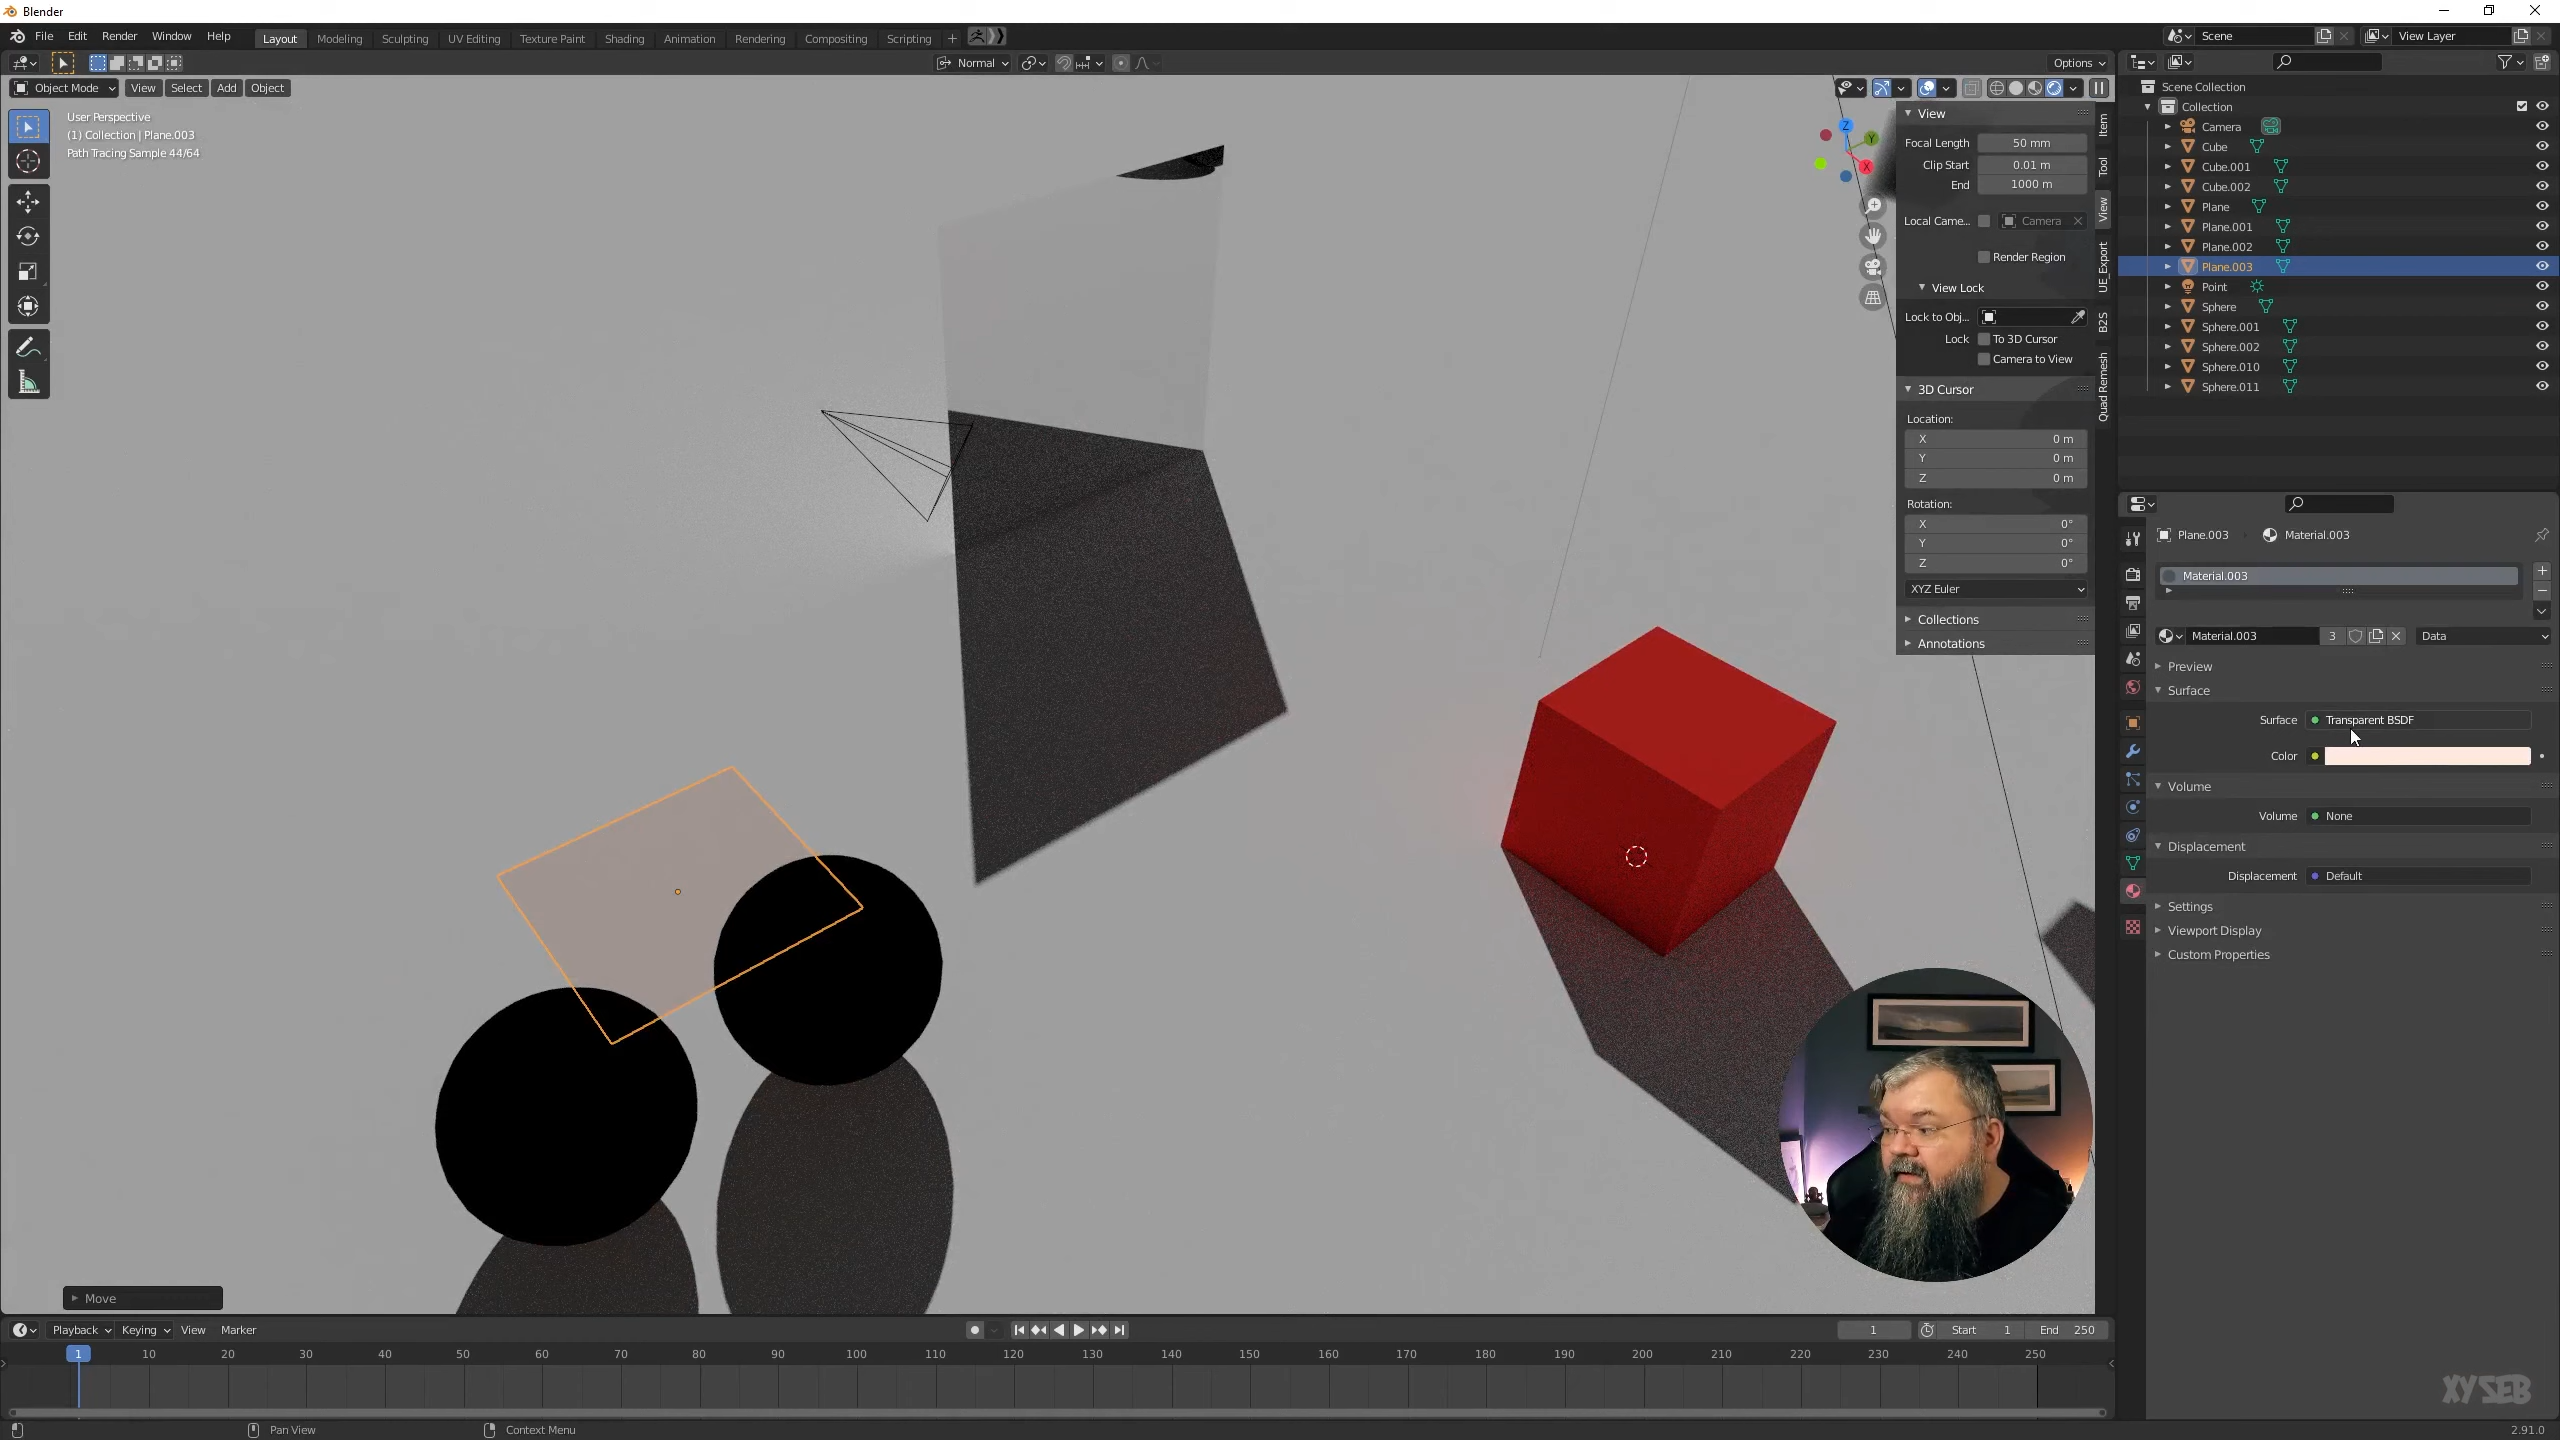 Blender
File Edit Render Window Help
Layout Modeling Sculpting UV Editing Texture Paint Shading Animation Rendering Compositing Scripting +
Scene View Layer
Normal Options
Object Mode View Select Add Object
User Perspective
(1) Collection | Plane.003
Path Tracing Sample 44/64
Z
Y
X
View
Focal Length 50 mm
Clip Start 0.01 m
End 1000 m
Local Came... Camera
Render Region
View Lock
Lock to Obj...
Lock To 3D Cursor
Camera to View
3D Cursor
Location:
X 0 m
Y 0 m
Z 0 m
Rotation:
X 0°
Y 0°
Z 0°
XYZ Euler
Collections
Annotations
Item
Tool
View
UE_Export
B2S
Quad Remesh
Scene Collection
Collection
Camera
Cube
Cube.001
Cube.002
Plane
Plane.001
Plane.002
Plane.003
Point
Sphere
Sphere.001
Sphere.002
Sphere.010
Sphere.011
Plane.003 Material.003
Material.003
Material.003 3 Data
Preview
Surface
Surface Transparent BSDF
Color
Volume
Volume None
Displacement
Displacement Default
Settings
Viewport Display
Custom Properties
Move
Playback Keying View Marker 1 Start 1 End 250
1 10 20 30 40 50 60 70 80 90 100 110 120 130 140 150 160 170 180 190 200 210 220 230 240 250
XYSEB
Pan View Context Menu 2.91.0